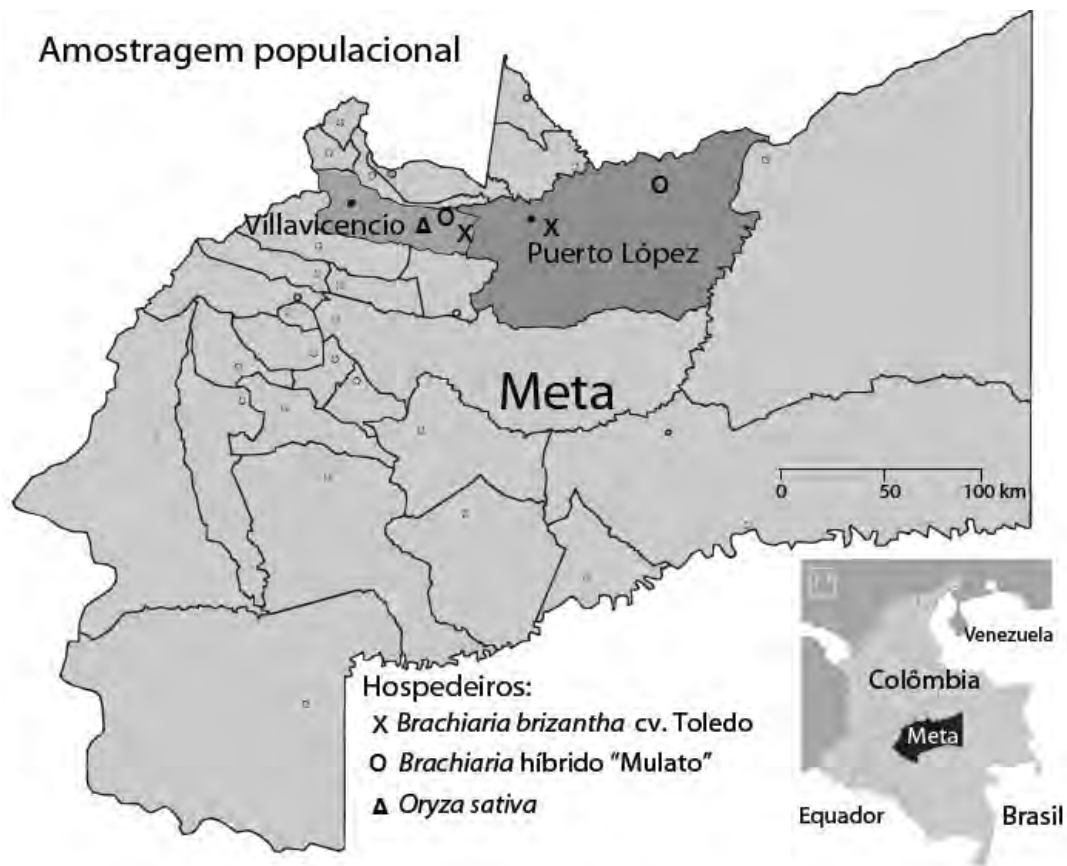 Amostragem populacional
Villavicencio Δ O X
O
X
Puerto López
Meta
0 50 100 km
Hospedeiros:
X Brachiaria brizantha cv. Toledo
O Brachiaria híbrido "Mulato"
Δ Oryza sativa
Venezuela
Colômbia
Meta
Equador
Brasil